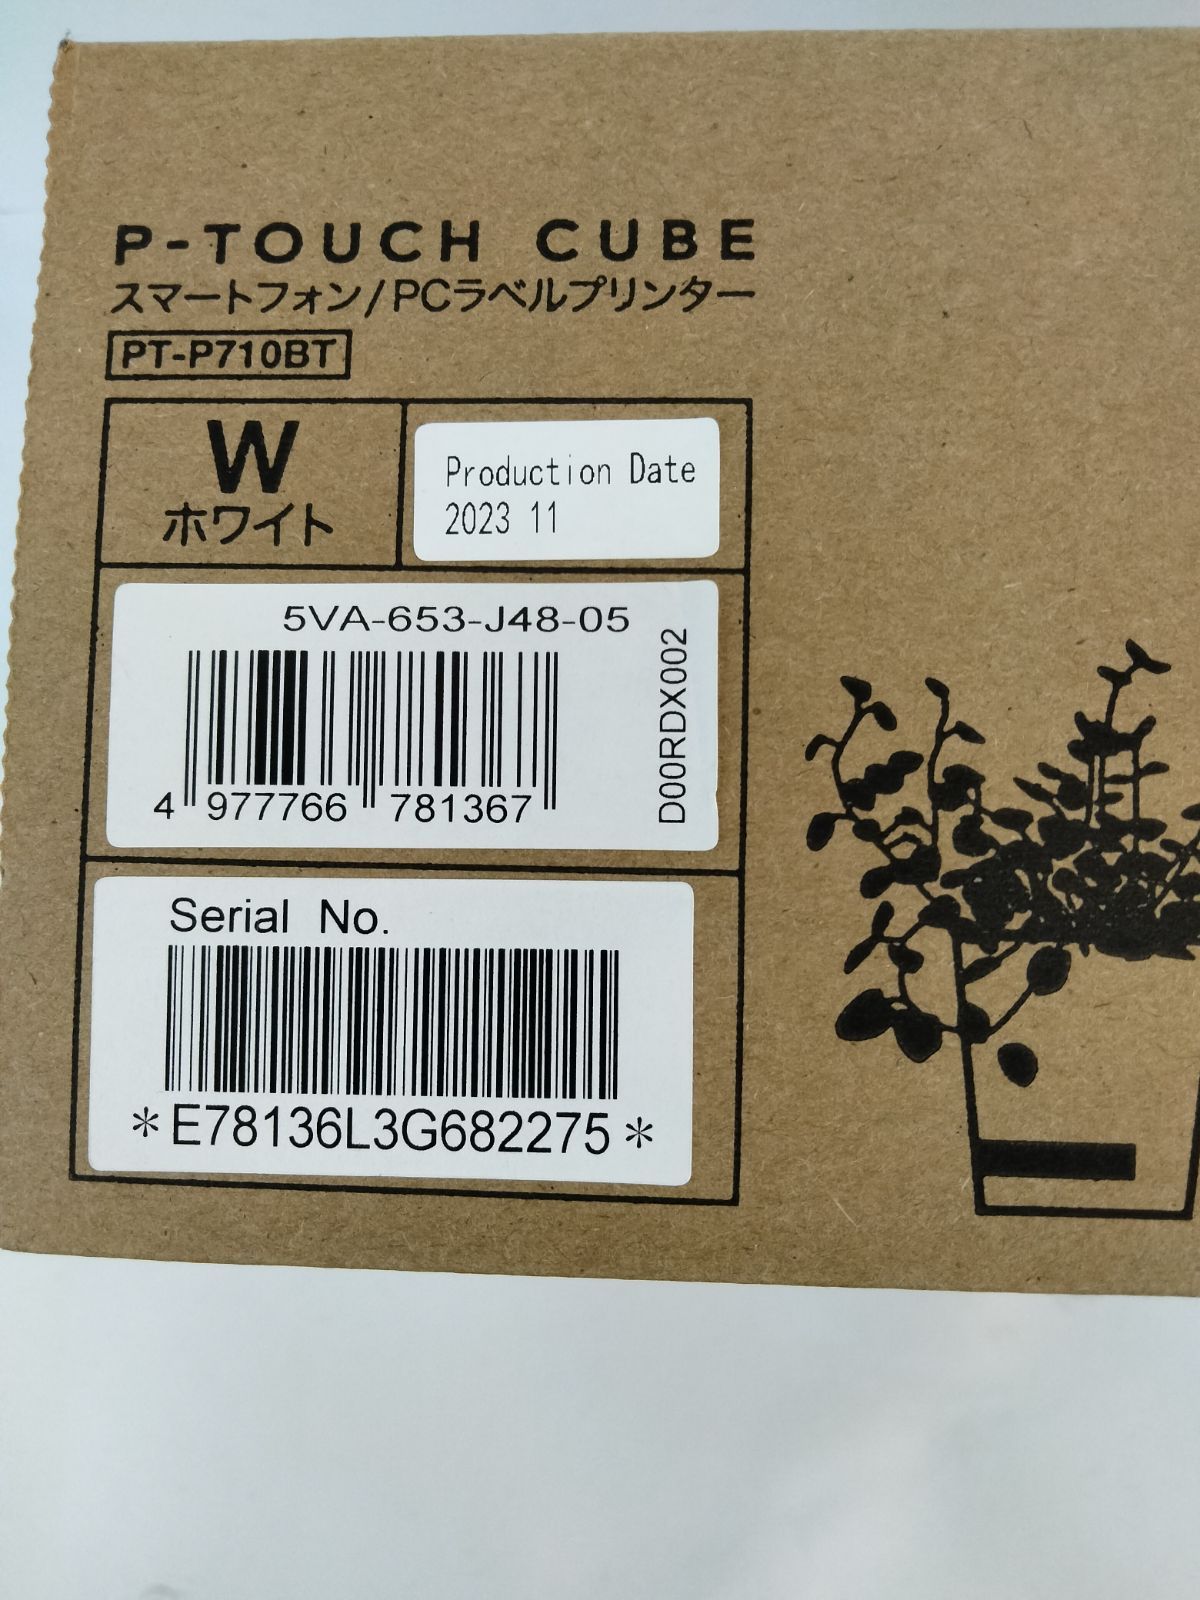 P-TOUCH CUBE
スマートフォン/PCラベルプリンター
PT-P710BT
W
ホワイト
Production Date
2023 11
5VA-653-J48-05
D00RDX002
4 977766 781367
Serial No.
*E78136L3G682275*